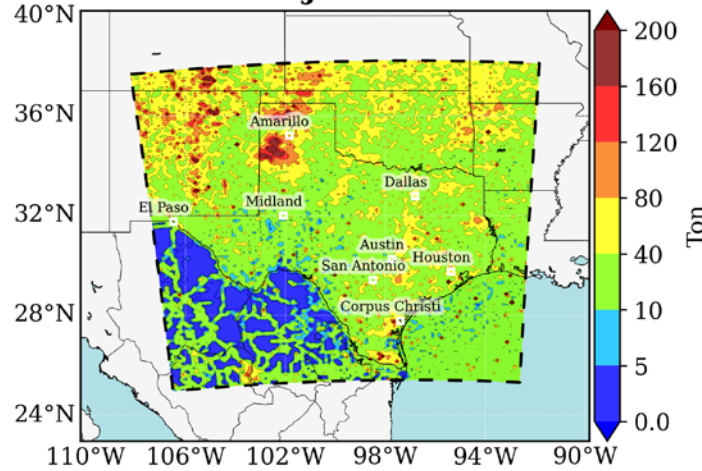 40°N
36°N
32°N
28°N
24°N
110°W 106°W 102°W 98°W 94°W 90°W
Amarillo
Dallas
Midland
El Paso
Austin
Houston
San Antonio
Corpus Christi
200
160
120
80
40
10
5
0.0
Ton